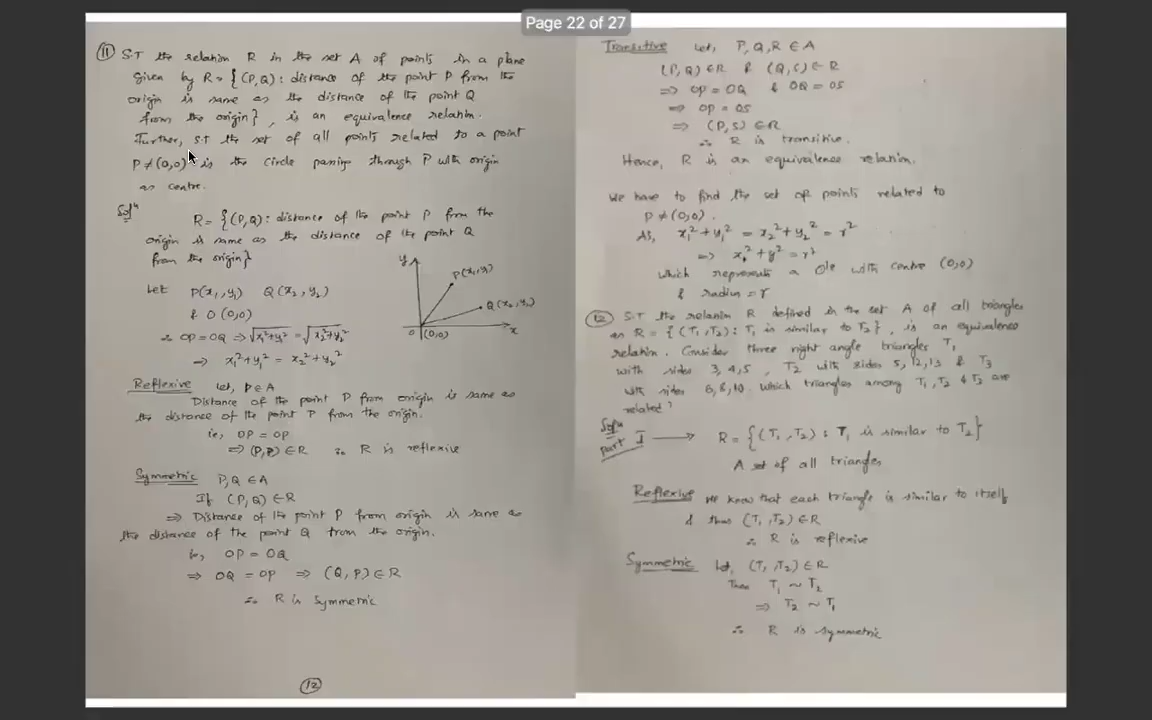 Page 22 of 27
(11) S.T the relation R in the set A of points in a plane
given by R = {(P,Q) : distance of the point P from the
origin is same as the distance of the point Q
from the origin}, is an equivalence relation.
Further, S.T the set of all points related to a point
P ≠ (0,0) is the circle passing through P with origin
as centre.
Solⁿ
R = {(P,Q) : distance of the point P from the
origin is same as the distance of the point Q
from the origin}
Let P(x₁,y₁) Q(x₂,y₂)
& O(0,0)
∴ OP = OQ ⇒ √x₁²+y₁² = √x₂²+y₂²
⇒ x₁²+y₁² = x₂²+y₂²
y
P(x₁,y₁)
Q(x₂,y₂)
O (0,0) x
Reflexive Let, P ∈ A
Distance of the point P from origin is same as
the distance of the point P from the origin.
ie, OP = OP
⇒ (P,P) ∈ R ∴ R is reflexive
Symmetric P,Q ∈ A
If (P,Q) ∈ R
⇒ Distance of the point P from origin is same as
the distance of the point Q from the origin.
ie, OP = OQ
⇒ OQ = OP ⇒ (Q,P) ∈ R
∴ R is symmetric
(12)
Transitive Let, P,Q,R ∈ A
(P,Q) ∈ R & (Q,S) ∈ R
⇒ OP = OQ & OQ = OS
⇒ OP = OS
⇒ (P,S) ∈ R
∴ R is transitive.
Hence, R is an equivalence relation.
We have to find the set of points related to
P ≠ (0,0).
As, x₁²+y₁² = x₂²+y₂² = r²
⇒ x²+y² = r²
which represents a Ole with centre (0,0)
& radius = r
(12) S.T the relation R defined in the set A of all triangles
as R = {(T₁,T₂) : T₁ is similar to T₂}, is an equivalence
relation. Consider three right angle triangles T₁
with sides 3,4,5, T₂ with sides 5,12,13 & T₃
with sides 6,8,10. Which triangles among T₁,T₂ & T₃ are
related?
Solⁿ
part I → R = {(T₁,T₂) : T₁ is similar to T₂}
A set of all triangles
Reflexive We know that each triangle is similar to itself
& thus (T₁,T₂) ∈ R
∴ R is reflexive
Symmetric Let, (T₁,T₂) ∈ R
Then T₁ ~ T₂
⇒ T₂ ~ T₁
∴ R is symmetric